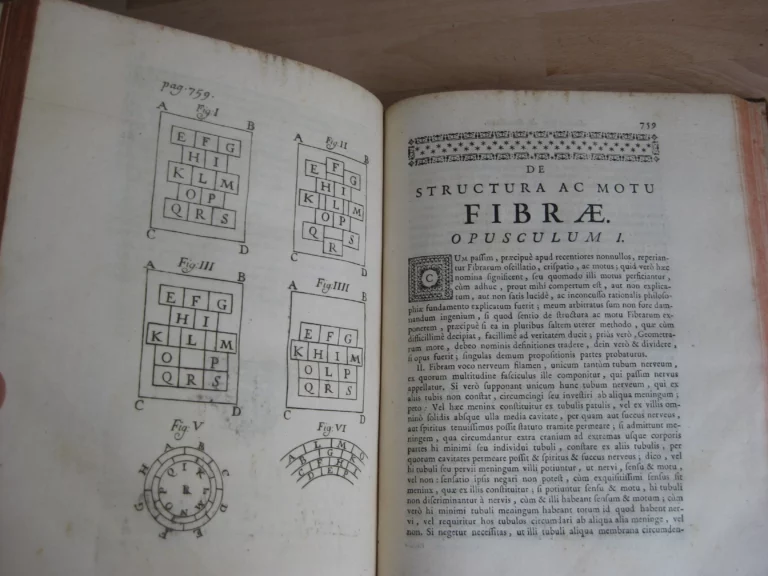 pag. 759.
Fig. I
A
B
E F G
H I
K L M
O P
Q R S
C
D
Fig. II
A
B
F
E G
H I
K L M
O P
Q S
R
C
D
Fig. III
A
B
E F G
H I
K L M
O P
Q R S
C
D
Fig. IIII
A
B
E F G
K H I M
O L P
Q R S
C
D
Fig. V
Fig. VI
759
DE
STRUCTURA AC MOTU
FIBRÆ.
OPUSCULUM I.
CUM passim, præcipuè apud recentiores nonnullos, reperian-
tur Fibrarum oscillatio, crispatio, ac motus; quid verò hæc
nomina significent, seu quomodo illi motus perficiantur,
cùm adhuc, prout mihi compertum est, aut non explica-
tum, aut non satis lucidè, ac inconcusso rationalis philoso-
phiæ fundamento explicatum fuerit; meum arbitratus sum non fore dam-
nandum ingenium, si quod sentio de structura ac motu Fibrarum ex-
ponerem, præcipuè si ea in pluribus saltem uterer methodo, quæ cùm
difficillimè decipiat, facillimè ad veritatem ducit; priùs verò, Geometra-
rum more, debeo nominis definitiones tradere, dein verò & dividere,
si opus fuerit; singulas demum propositionis partes probaturus.
II. Fibram voco nerveum filamen, unicum tantùm tubum nerveum,
ex quorum multitudine fasciculus ille componitur, qui passim nervus
appellatur. Si verò supponant unicum hunc tubum nerveum, qui ex
aliis tubis non constat, circumcingi seu investiri ab aliqua meninge;
peto: Vel hæc meninx constituitur ex tubulis patulis, vel ex villis om-
ninò solidis absque ulla media cavitate, per quam aut succus nerveus,
aut spiritus tenuissimus possit statuto tramite permeare; si admittunt me-
ningem, quæ circumdantur extra cranium ad extremas usque corporis
partes hi minimi seu individui tubuli, constare ex aliis tubulis, per
quorum cavitates permeare possit & spiritus & succus nerveus; dico, vel
hi tubuli seu pervii meningum villi potiuntur, ut nervi, sensu & motu,
vel non: sensatio ipsis negari non potest, cùm exquisitissimi sensus sit
meninx, quæ ex illis constituitur; si potiuntur sensu & motu, hi tubuli
non discriminantur à nervis, cùm & illi habeant sensum & motum; cùm
verò hi minimi tubuli meningum habeant totum id quod habent ner-
vi, vel requiritur hos tubulos circumdari ab aliqua alia meninge, vel
non. Si negetur necessitas, ut illi tubuli aliqua membrana circumden-